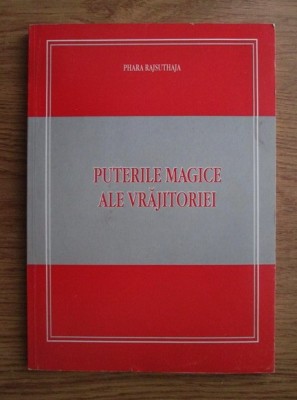 PHARA RAJSUTHAJA
PUTERILE MAGICE
ALE VRĂJITORIEI